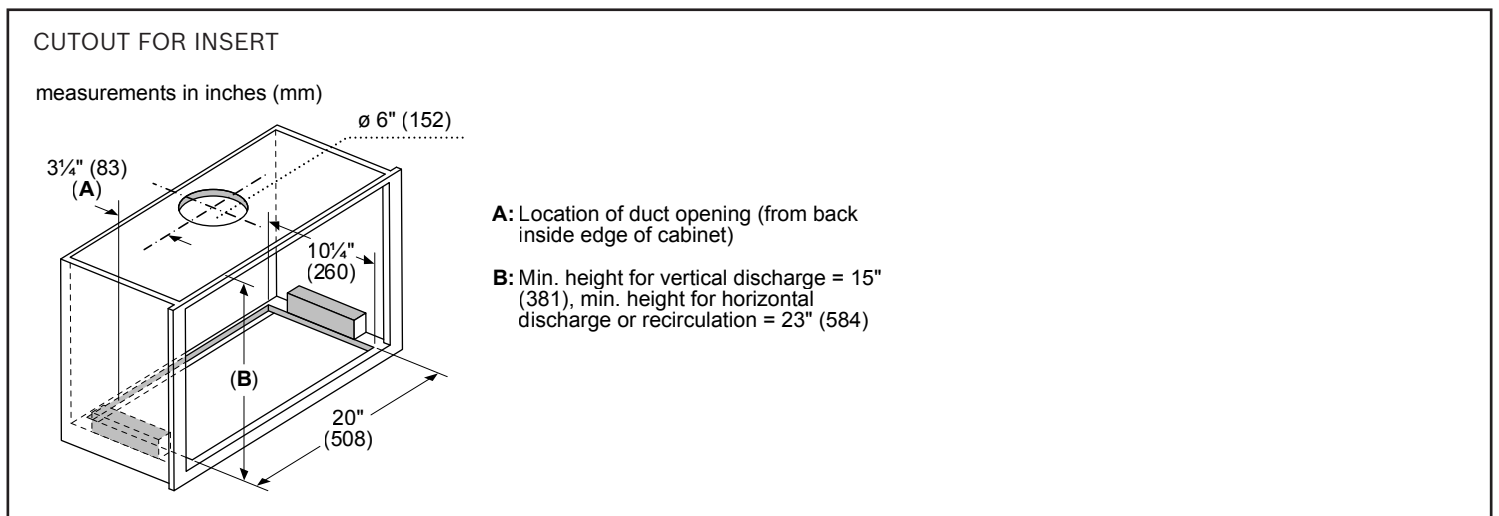 CUTOUT FOR INSERT
measurements in inches (mm)
ø 6" (152)
3¼" (83)
(A)
10¼"
(260)
(B)
20"
(508)
A: Location of duct opening (from back
inside edge of cabinet)
B: Min. height for vertical discharge = 15"
(381), min. height for horizontal
discharge or recirculation = 23" (584)